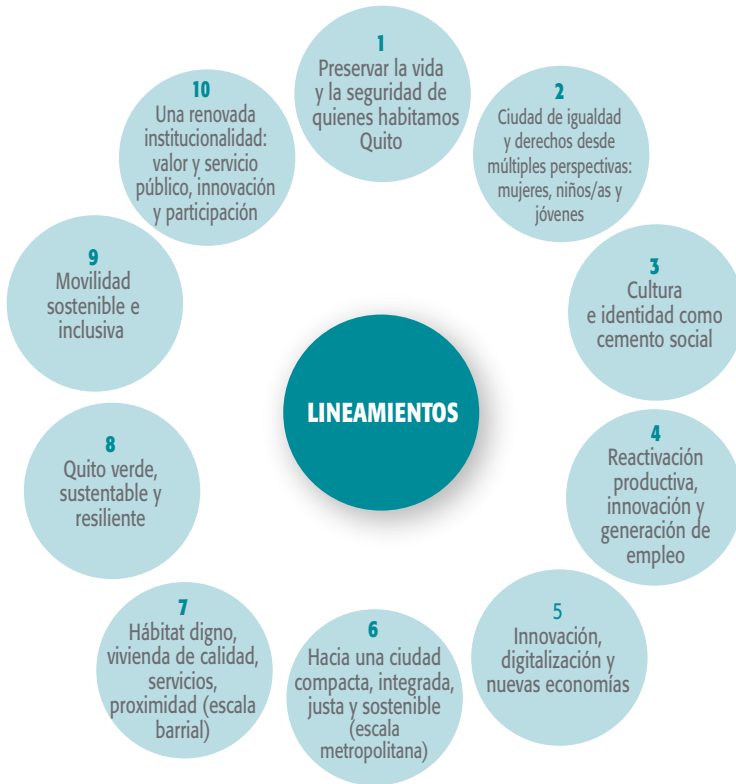 1
Preservar la vida
y la seguridad de
quienes habitamos
Quito
2
Ciudad de igualdad
y derechos desde
múltiples perspectivas:
mujeres, niños/as y
jóvenes
3
Cultura
e identidad como
cemento social
4
Reactivación
productiva,
innovación y
generación de
empleo
5
Innovación,
digitalización y
nuevas economías
6
Hacia una ciudad
compacta, integrada,
justa y sostenible
(escala
metropolitana)
7
Hábitat digno,
vivienda de calidad,
servicios,
proximidad (escala
barrial)
8
Quito verde,
sustentable y
resiliente
9
Movilidad
sostenible e
inclusiva
10
Una renovada
institucionalidad:
valor y servicio
público, innovación
y participación
LINEAMIENTOS